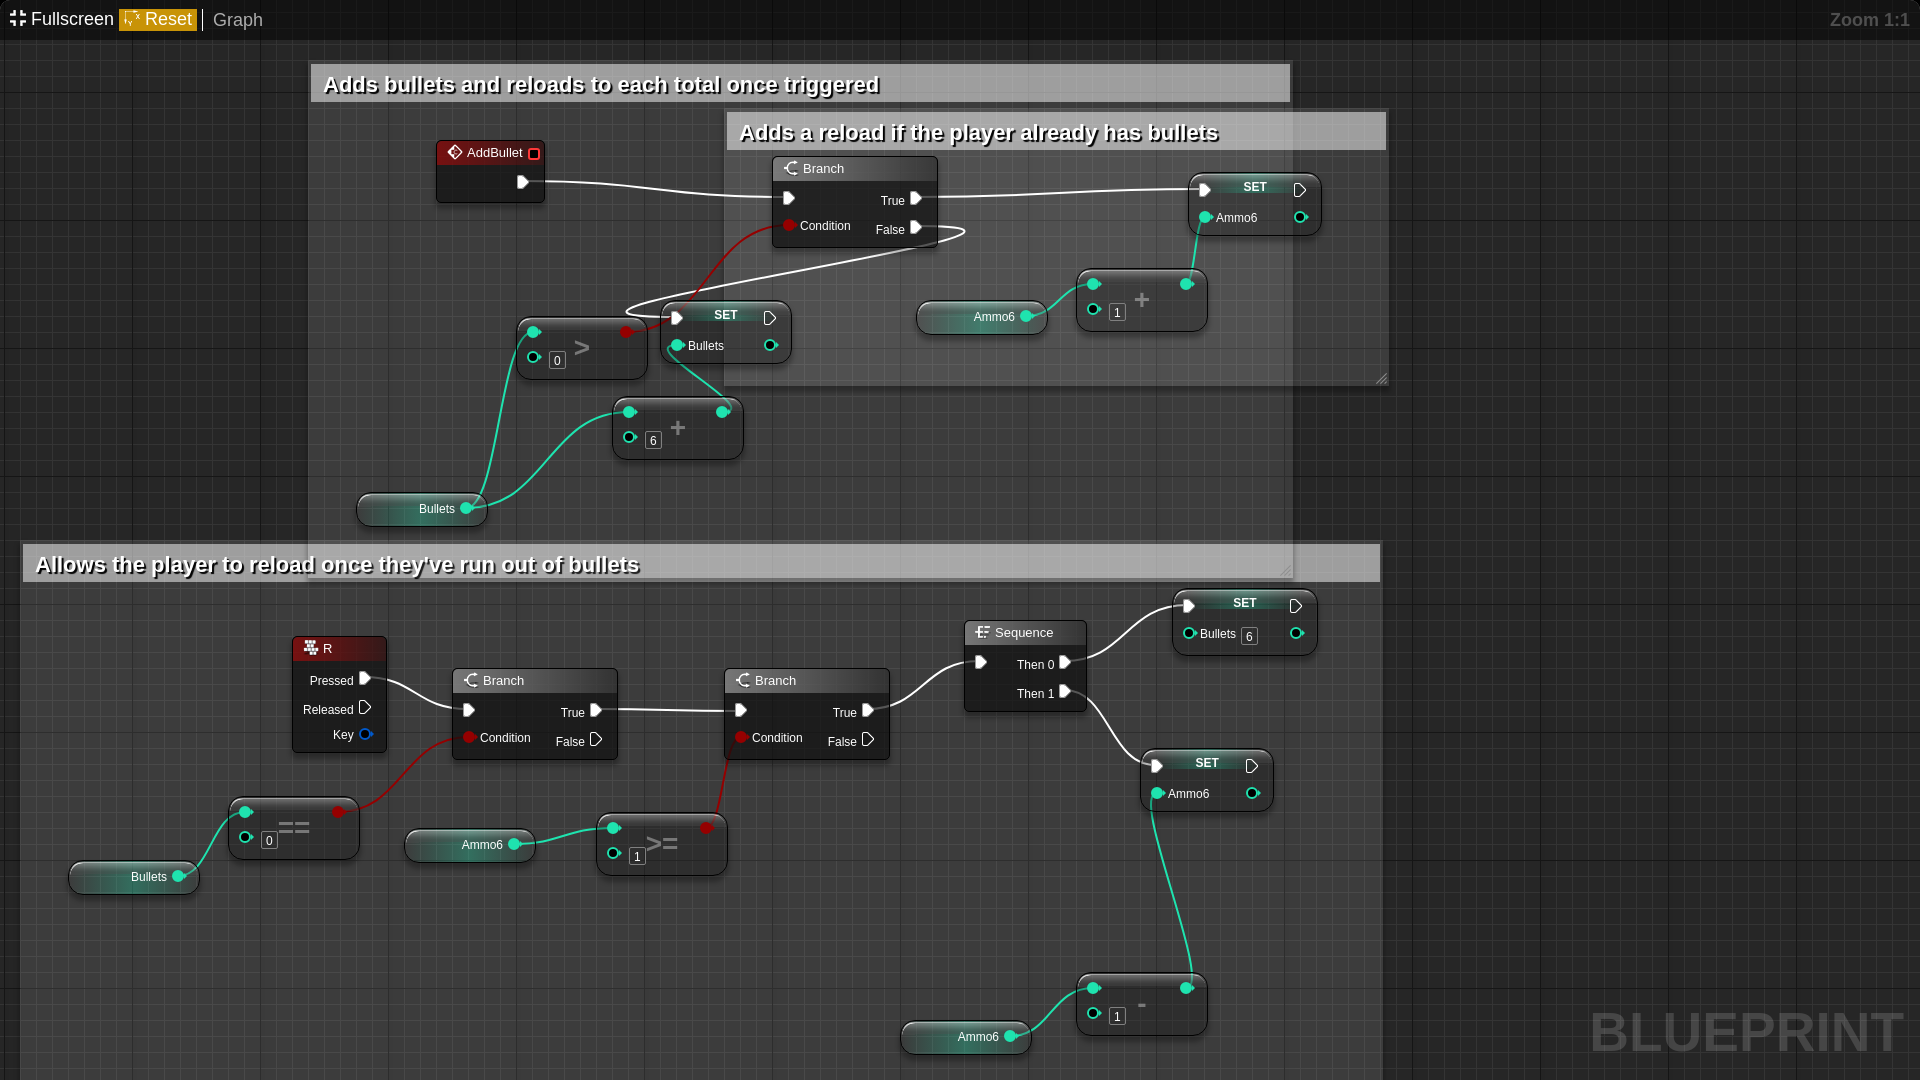 Fullscreen Reset Graph Zoom 1:1
Adds bullets and reloads to each total once triggered
Adds a reload if the player already has bullets
AddBullet
Branch
True
Condition
False
SET
Ammo6
Ammo6
1 +
SET
Bullets
0 >
6 +
Bullets
Allows the player to reload once they've run out of bullets
R
Pressed
Released
Key
Branch
True
Condition
False
Branch
True
Condition
False
Sequence
Then 0
Then 1
SET
Bullets 6
SET
Ammo6
0 ==
Bullets
Ammo6
1 >=
1 -
Ammo6
BLUEPRINT